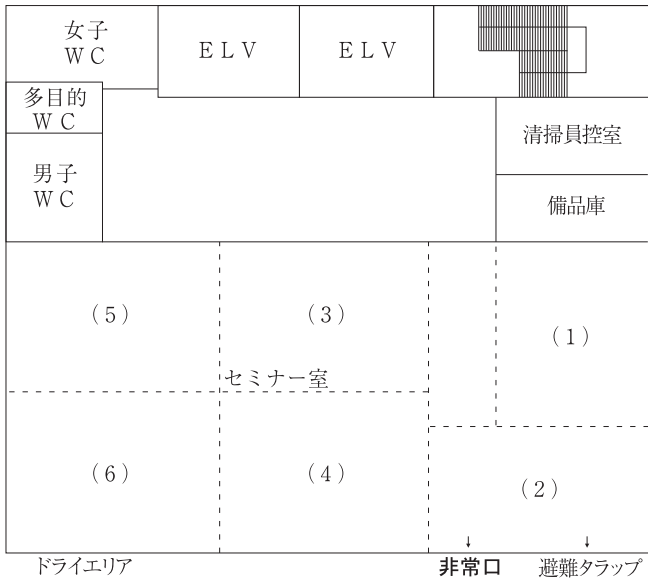 女子
ＷＣ
ＥＬＶ
ＥＬＶ
多目的
ＷＣ
男子
ＷＣ
清掃員控室
備品庫
(5)
(3)
(1)
セミナー室
(6)
(4)
(2)
ドライエリア
非常口
避難タラップ